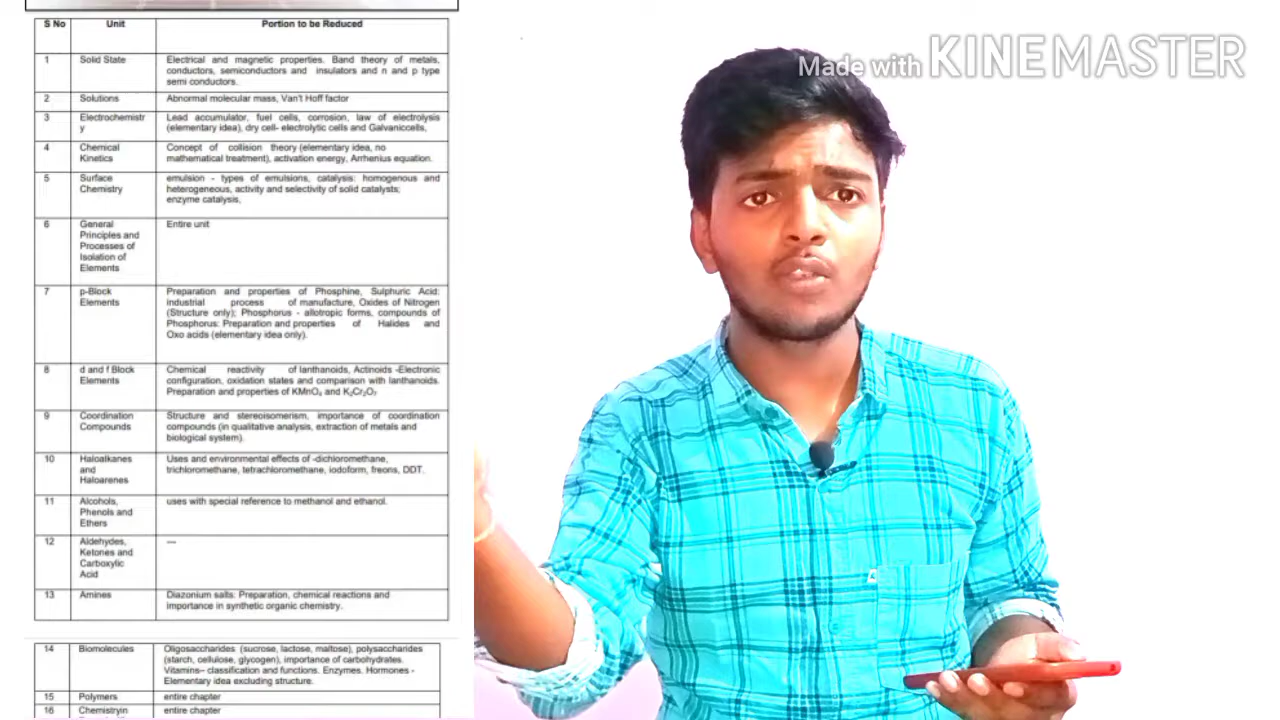 S No Unit Portion to be Reduced
1 Solid State Electrical and magnetic properties. Band theory of metals,
conductors, semiconductors and insulators and n and p type
semi conductors.
2 Solutions Abnormal molecular mass, Van't Hoff factor
3 Electrochemistr Lead accumulator, fuel cells, corrosion, law of electrolysis
y (elementary idea), dry cell- electrolytic cells and Galvaniccells,
4 Chemical Concept of collision theory (elementary idea, no
Kinetics mathematical treatment), activation energy, Arrhenius equation.
5 Surface emulsion - types of emulsions, catalysis: homogenous and
Chemistry heterogeneous, activity and selectivity of solid catalysts;
enzyme catalysis,
6 General Entire unit
Principles and
Processes of
Isolation of
Elements
7 p-Block Preparation and properties of Phosphine, Sulphuric Acid:
Elements industrial process of manufacture, Oxides of Nitrogen
(Structure only); Phosphorus - allotropic forms, compounds of
Phosphorus: Preparation and properties of Halides and
Oxo acids (elementary idea only).
8 d and f Block Chemical reactivity of lanthanoids, Actinoids -Electronic
Elements configuration, oxidation states and comparison with lanthanoids.
Preparation and properties of KMnO₄ and K₂Cr₂O₇
9 Coordination Structure and stereoisomerism, importance of coordination
Compounds compounds (in qualitative analysis, extraction of metals and
biological system).
10 Haloalkanes Uses and environmental effects of -dichloromethane,
and trichloromethane, tetrachloromethane, iodoform, freons, DDT.
Haloarenes
11 Alcohols, uses with special reference to methanol and ethanol.
Phenols and
Ethers
12 Aldehydes, ---
Ketones and
Carboxylic
Acid
13 Amines Diazonium salts: Preparation, chemical reactions and
importance in synthetic organic chemistry.
14 Biomolecules Oligosaccharides (sucrose, lactose, maltose), polysaccharides
(starch, cellulose, glycogen), importance of carbohydrates.
Vitamins– classification and functions. Enzymes. Hormones -
Elementary idea excluding structure.
15 Polymers entire chapter
16 Chemistryin entire chapter
Made with KINEMASTER